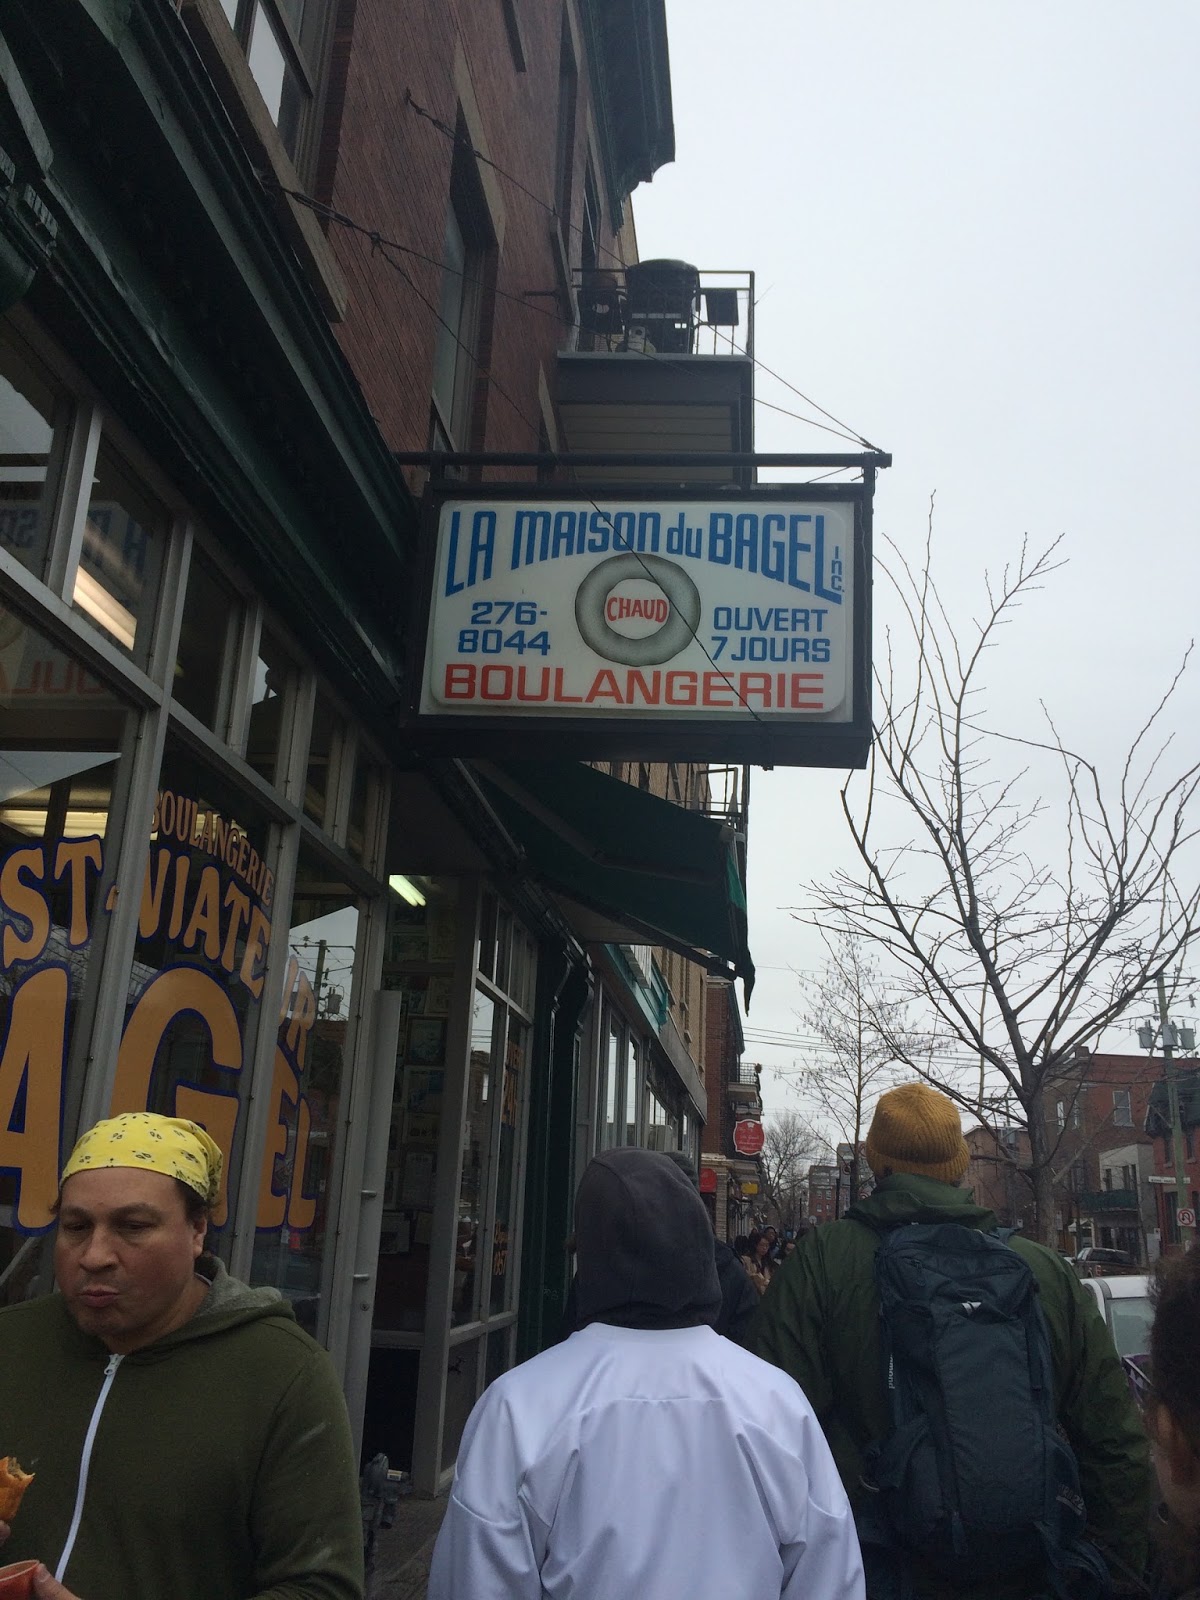 LA MAISON du BAGEL inc.
276-
8044
CHAUD
OUVERT
7 JOURS
BOULANGERIE
BOULANGERIE
ST-VIATEUR
AGEL